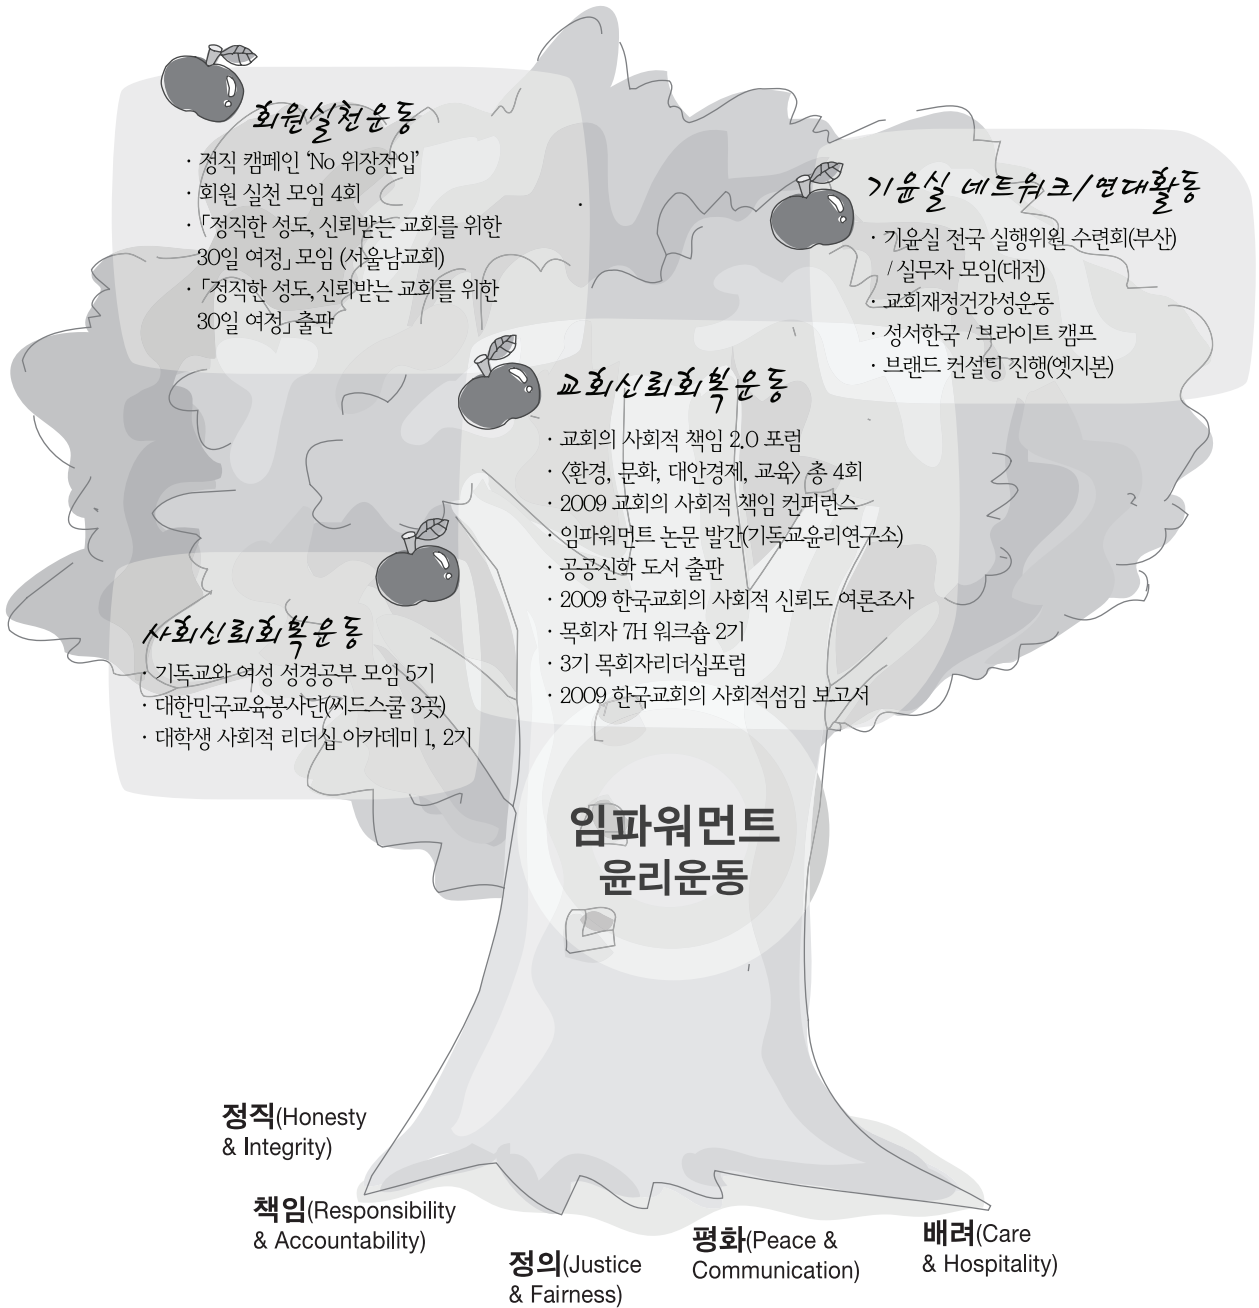 회원실천운동
· 정직 캠페인 ‘No 위장전입’
· 회원 실천 모임 4회
· 「정직한 성도, 신뢰받는 교회를 위한
30일 여정」 모임 (서울남교회)
· 「정직한 성도, 신뢰받는 교회를 위한
30일 여정」 출판
기윤실 네트워크/연대활동
· 기윤실 전국 실행위원 수련회(부산)
/ 실무자 모임(대전)
· 교회재정건강성운동
· 성서한국 / 브라이트 캠프
· 브랜드 컨설팅 진행(엣지본)
교회신뢰회복운동
· 교회의 사회적 책임 2.0 포럼
· 〈환경, 문화, 대안경제, 교육〉 총 4회
· 2009 교회의 사회적 책임 컨퍼런스
· 임파워먼트 논문 발간(기독교윤리연구소)
· 공공신학 도서 출판
· 2009 한국교회의 사회적 신뢰도 여론조사
· 목회자 7H 워크숍 2기
· 3기 목회자리더십포럼
· 2009 한국교회의 사회적섬김 보고서
사회신뢰회복운동
· 기독교와 여성 성경공부 모임 5기
· 대한민국교육봉사단(씨드스쿨 3곳)
· 대학생 사회적 리더십 아카데미 1, 2기
임파워먼트
윤리운동
정직(Honesty
& Integrity)
책임(Responsibility
& Accountability)
정의(Justice
& Fairness)
평화(Peace &
Communication)
배려(Care
& Hospitality)